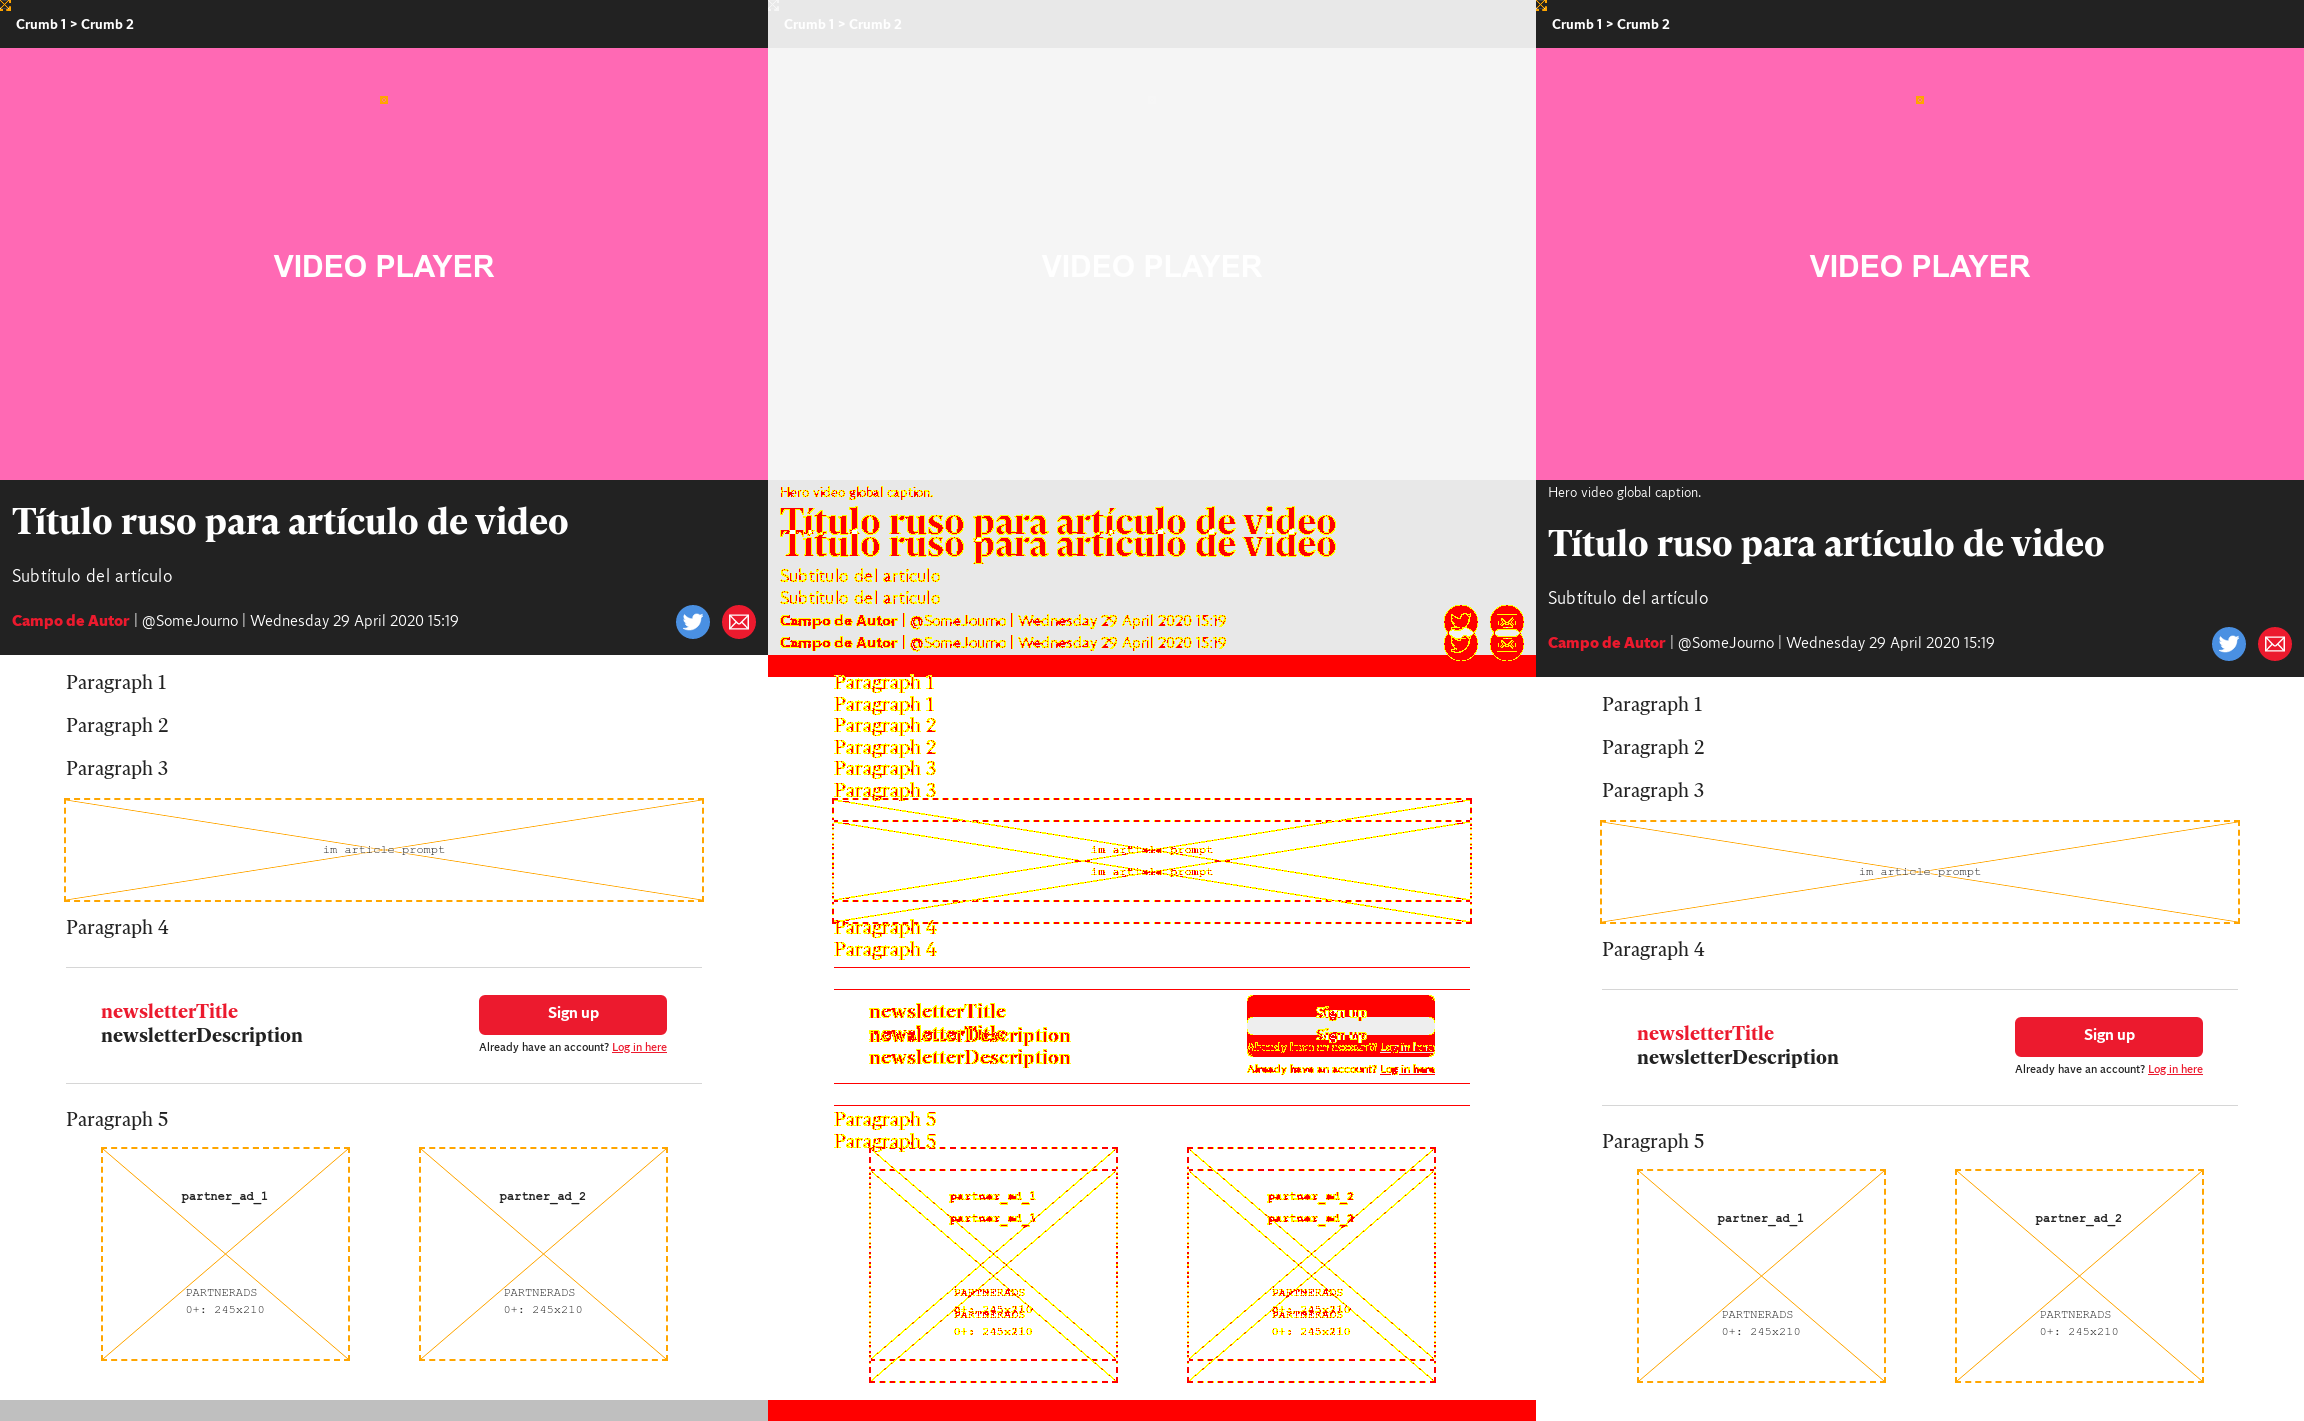 Crumb 1 > Crumb 2
VIDEO PLAYER
Título ruso para artículo de video
Subtítulo del artículo
Campo de Autor | @SomeJourno | Wednesday 29 April 2020 15:19
Paragraph 1
Paragraph 2
Paragraph 3
im article prompt
Paragraph 4
newsletterTitle
newsletterDescription
Sign up
Already have an account? Log in here
Paragraph 5
partner_ad_1
PARTNERADS
0+: 245x210
partner_ad_2
PARTNERADS
0+: 245x210
Crumb 1 > Crumb 2
VIDEO PLAYER
Hero video global caption.
Título ruso para artículo de video
Título ruso para artículo de video
Subtítulo del artículo
Subtítulo del artículo
Campo de Autor | @SomeJourno | Wednesday 29 April 2020 15:19
Campo de Autor | @SomeJourno | Wednesday 29 April 2020 15:19
Paragraph 1
Paragraph 1
Paragraph 2
Paragraph 2
Paragraph 3
Paragraph 3
im article prompt
im article prompt
Paragraph 4
Paragraph 4
newsletterTitle
newsletterTitle
newsletterDescription
newsletterDescription
Sign up
Sign up
Already have an account? Log in here
Already have an account? Log in here
Paragraph 5
Paragraph 5
partner_ad_1
partner_ad_1
PARTNERADS
0+: 245x210
PARTNERADS
0+: 245x210
partner_ad_2
partner_ad_2
PARTNERADS
0+: 245x210
PARTNERADS
0+: 245x210
Crumb 1 > Crumb 2
VIDEO PLAYER
Hero video global caption.
Título ruso para artículo de video
Subtítulo del artículo
Campo de Autor | @SomeJourno | Wednesday 29 April 2020 15:19
Paragraph 1
Paragraph 2
Paragraph 3
im article prompt
Paragraph 4
newsletterTitle
newsletterDescription
Sign up
Already have an account? Log in here
Paragraph 5
partner_ad_1
PARTNERADS
0+: 245x210
partner_ad_2
PARTNERADS
0+: 245x210